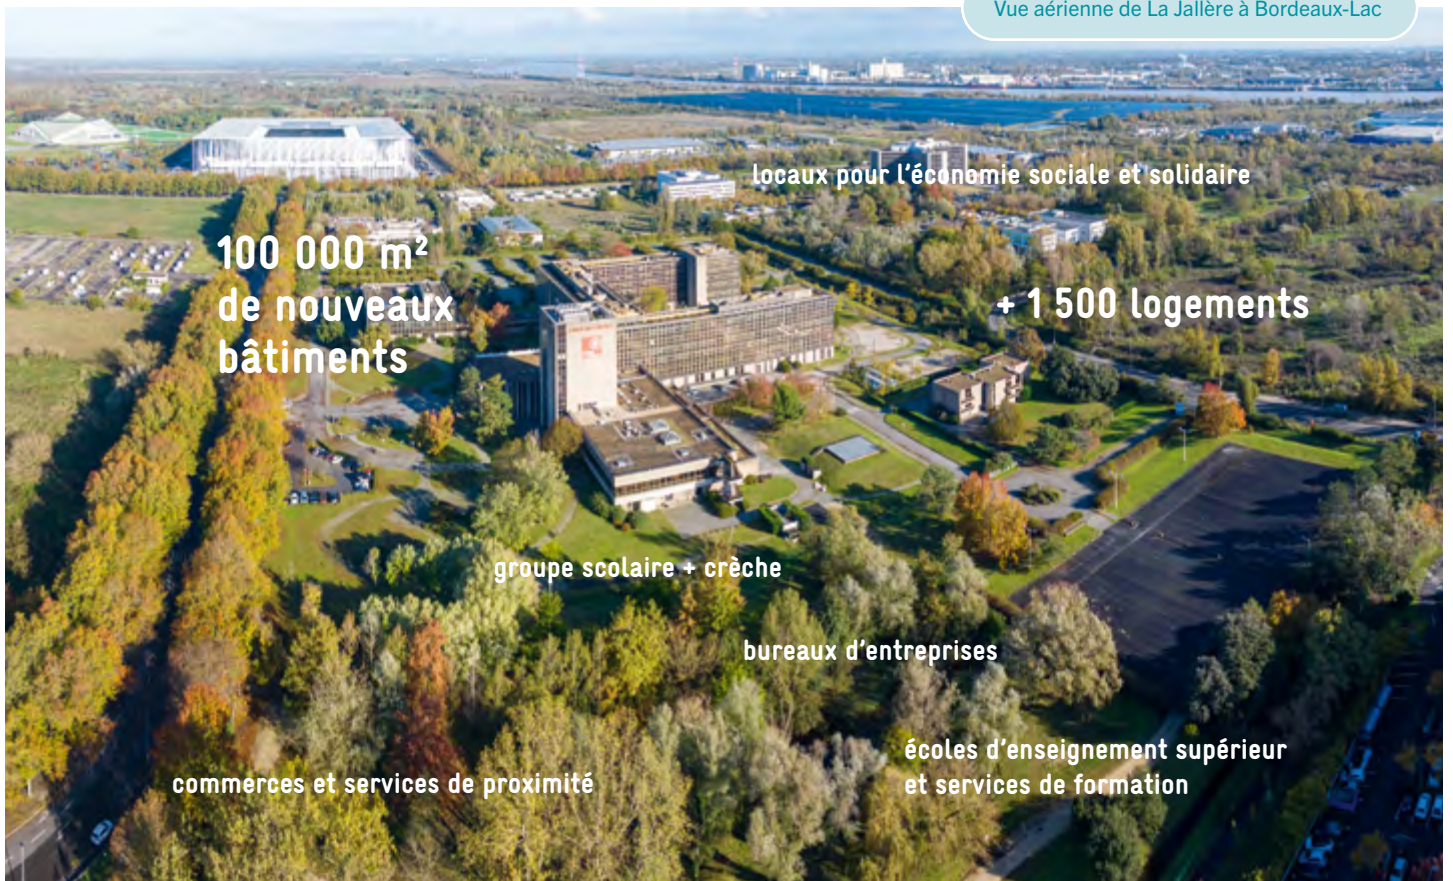 Vue aérienne de La Jallère à Bordeaux-Lac
locaux pour l'économie sociale et solidaire
100 000 m²
de nouveaux
bâtiments
+ 1 500 logements
groupe scolaire + crèche
bureaux d'entreprises
écoles d'enseignement supérieur
et services de formation
commerces et services de proximité